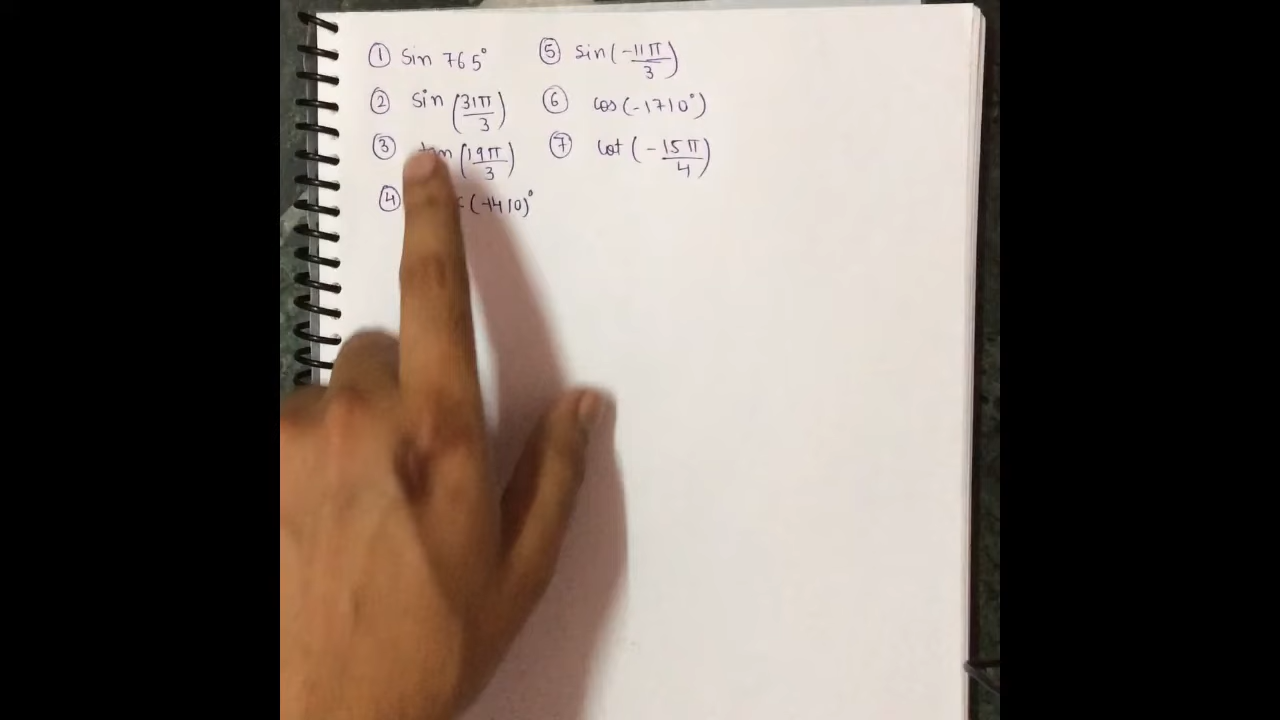 ① sin 765°
② sin (31π/3)
③ tan (19π/3)
④ (-1410)°
⑤ sin (-11π/3)
⑥ cos (-1710°)
⑦ cot (-15π/4)